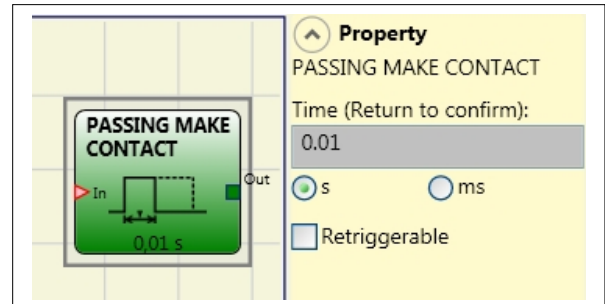 PASSING MAKE
CONTACT
In
Out
0,01 s
Property
PASSING MAKE CONTACT
Time (Return to confirm):
0.01
s
ms
Retriggerable